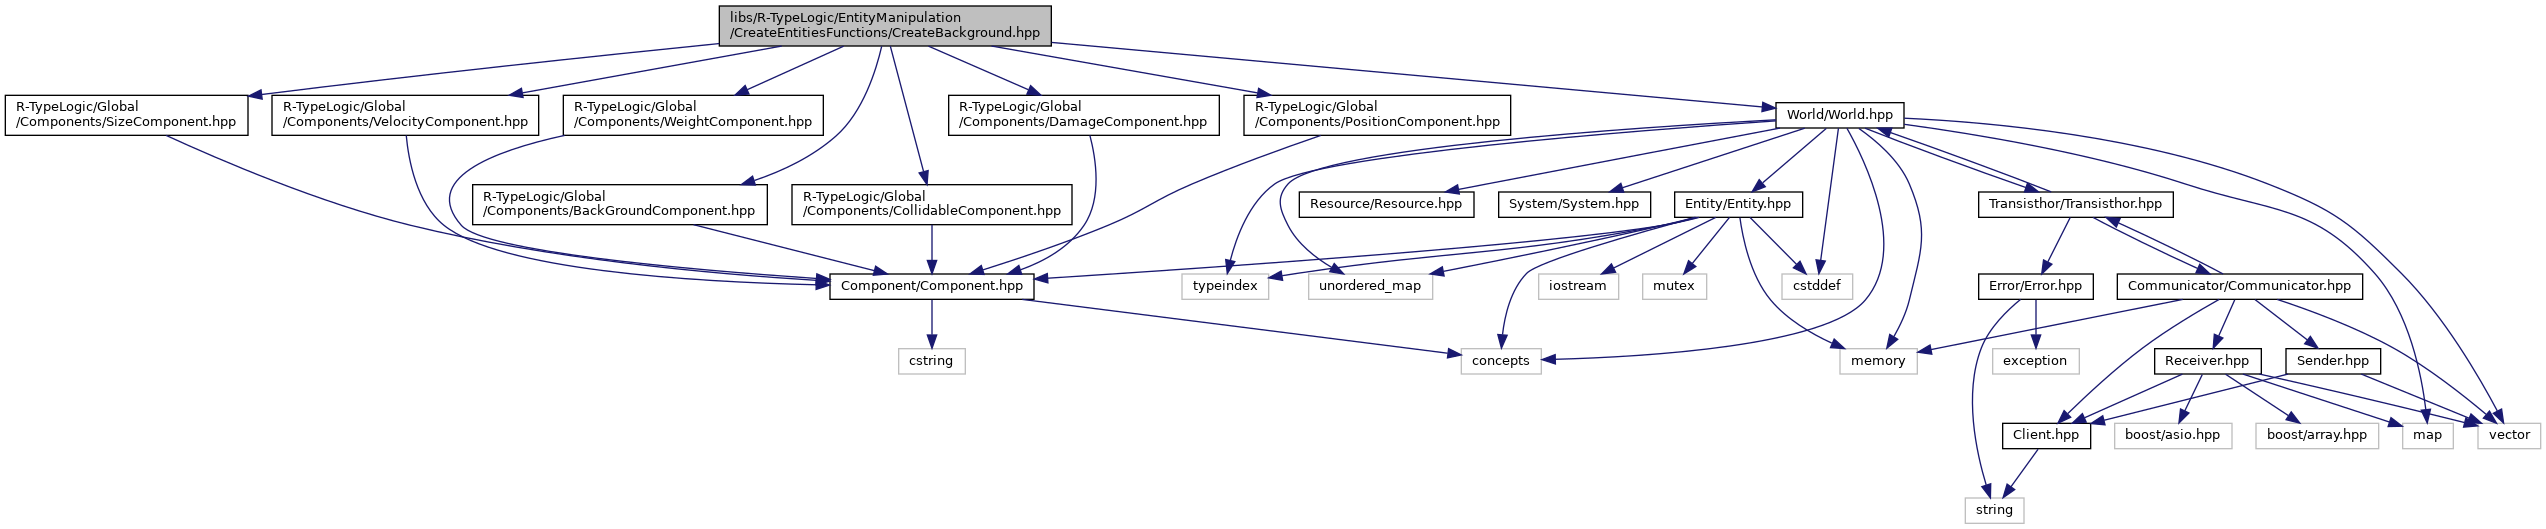 libs/R-TypeLogic/EntityManipulation
/CreateEntitiesFunctions/CreateBackground.hpp
R-TypeLogic/Global
/Components/SizeComponent.hpp
R-TypeLogic/Global
/Components/VelocityComponent.hpp
R-TypeLogic/Global
/Components/WeightComponent.hpp
R-TypeLogic/Global
/Components/DamageComponent.hpp
R-TypeLogic/Global
/Components/PositionComponent.hpp
World/World.hpp
R-TypeLogic/Global
/Components/BackGroundComponent.hpp
R-TypeLogic/Global
/Components/CollidableComponent.hpp
Resource/Resource.hpp
System/System.hpp
Entity/Entity.hpp
Transisthor/Transisthor.hpp
Component/Component.hpp
typeindex
unordered_map
iostream
mutex
cstddef
Error/Error.hpp
Communicator/Communicator.hpp
cstring
concepts
memory
exception
Receiver.hpp
Sender.hpp
Client.hpp
boost/asio.hpp
boost/array.hpp
map
vector
string